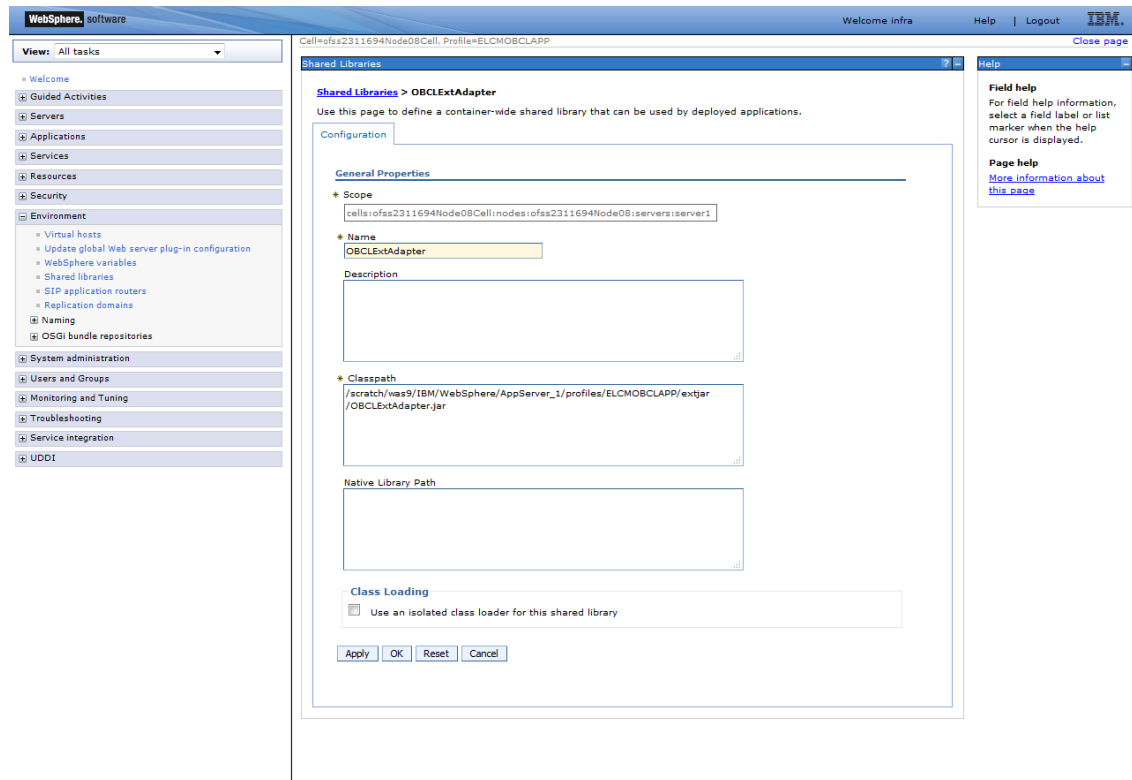 WebSphere. software
Welcome infra Help | Logout IBM.
View: All tasks
Welcome
Guided Activities
Servers
Applications
Services
Resources
Security
Environment
Virtual hosts
Update global Web server plug-in configuration
WebSphere variables
Shared libraries
SIP application routers
Replication domains
Naming
OSGi bundle repositories
System administration
Users and Groups
Monitoring and Tuning
Troubleshooting
Service integration
UDDI
Cell=ofss2311694Node08Cell, Profile=ELCMOBCLAPP
Close page
Shared Libraries ? -
Shared Libraries > OBCLExtAdapter
Use this page to define a container-wide shared library that can be used by deployed applications.
Configuration
General Properties
* Scope
cells:ofss2311694Node08Cell:nodes:ofss2311694Node08:servers:server1
* Name
OBCLExtAdapter
Description
* Classpath
/scratch/was9/IBM/WebSphere/AppServer_1/profiles/ELCMOBCLAPP/extjar
/OBCLExtAdapter.jar
Native Library Path
Class Loading
Use an isolated class loader for this shared library
Apply OK Reset Cancel
Help -
Field help
For field help information,
select a field label or list
marker when the help
cursor is displayed.
Page help
More information about
this page